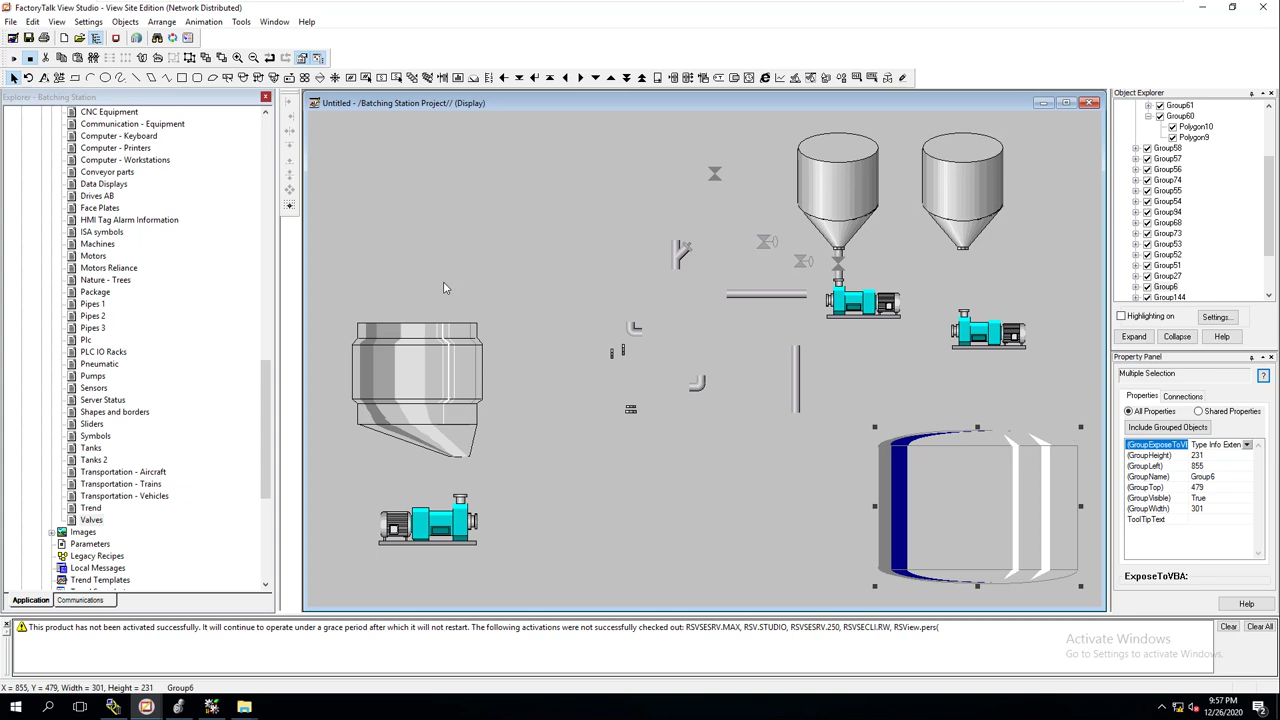 FactoryTalk View Studio - View Site Edition (Network Distributed)
File Edit View Settings Objects Arrange Animation Tools Window Help
Explorer - Batching Station
CNC Equipment
Communication - Equipment
Computer - Keyboard
Computer - Printers
Computer - Workstations
Conveyor parts
Data Displays
Drives AB
Face Plates
HMI Tag Alarm Information
ISA symbols
Machines
Motors
Motors Reliance
Nature - Trees
Package
Pipes 1
Pipes 2
Pipes 3
Plc
PLC IO Racks
Pneumatic
Pumps
Sensors
Server Status
Shapes and borders
Sliders
Symbols
Tanks
Tanks 2
Transportation - Aircraft
Transportation - Trains
Transportation - Vehicles
Trend
Valves
Images
Parameters
Legacy Recipes
Local Messages
Trend Templates
Application Communications
Untitled - /Batching Station Project// (Display)
Object Explorer
Group61
Group60
Polygon10
Polygon9
Group58
Group57
Group56
Group74
Group55
Group54
Group94
Group68
Group73
Group53
Group52
Group51
Group27
Group6
Group144
Highlighting on Settings...
Expand Collapse Help
Property Panel
Multiple Selection ?
Properties Connections
All Properties Shared Properties
Include Grouped Objects
(GroupExposeToVB Type Info Exten
(GroupHeight) 231
(GroupLeft) 855
(GroupName) Group6
(GroupTop) 479
(GroupVisible) True
(GroupWidth) 301
ToolTipText
ExposeToVBA:
Help
This product has not been activated successfully. It will continue to operate under a grace period after which it will not restart. The following activations were not successfully checked out: RSVSESRV.MAX, RSV.STUDIO, RSVSESRV.250, RSVSECLI.RW, RSView.pers(
Clear Clear All
Activate Windows
Go to Settings to activate Windows.
X = 855, Y = 479, Width = 301, Height = 231 Group6
9:57 PM
12/26/2020
2